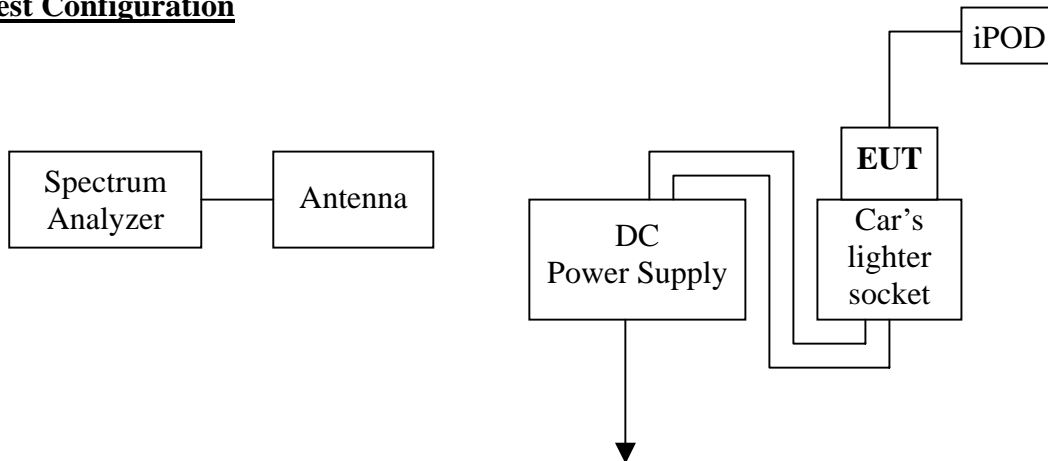 est Configuration
iPOD
EUT
Spectrum
Analyzer
Antenna
DC
Power Supply
Car's
lighter
socket